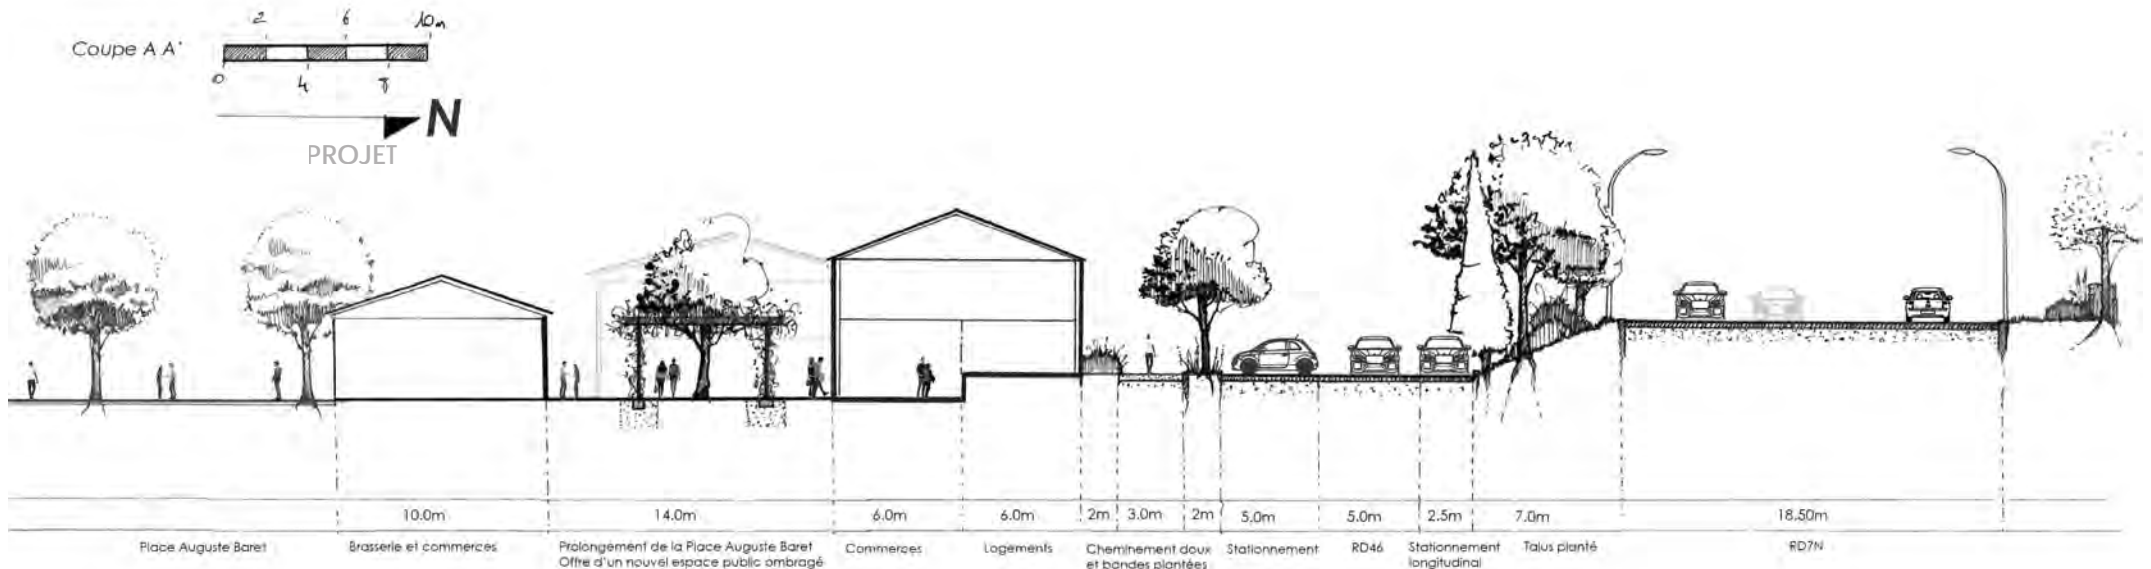 2 6 10m
Coupe A A'
0 4 8
N
PROJET
10.0m 14.0m 6.0m 6.0m 2m 3.0m 2m 5.0m 5.0m 2.5m 7.0m 18.50m
Place Auguste Baret
Brasserie et commerces
Prolongement de la Place Auguste Baret
Offre d'un nouvel espace public ombragé
Commerces
Logements
Cheminement doux
et bandes plantées
Stationnement
RD46
Stationnement
longitudinal
Talus planté
RD7N